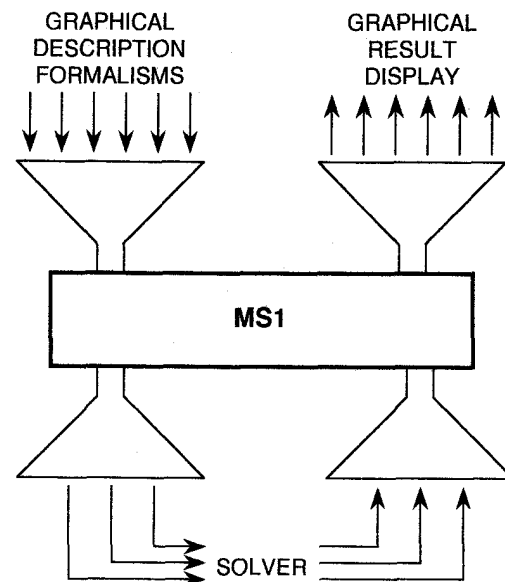 GRAPHICAL
DESCRIPTION
FORMALISMS
GRAPHICAL
RESULT
DISPLAY
MS1
SOLVER